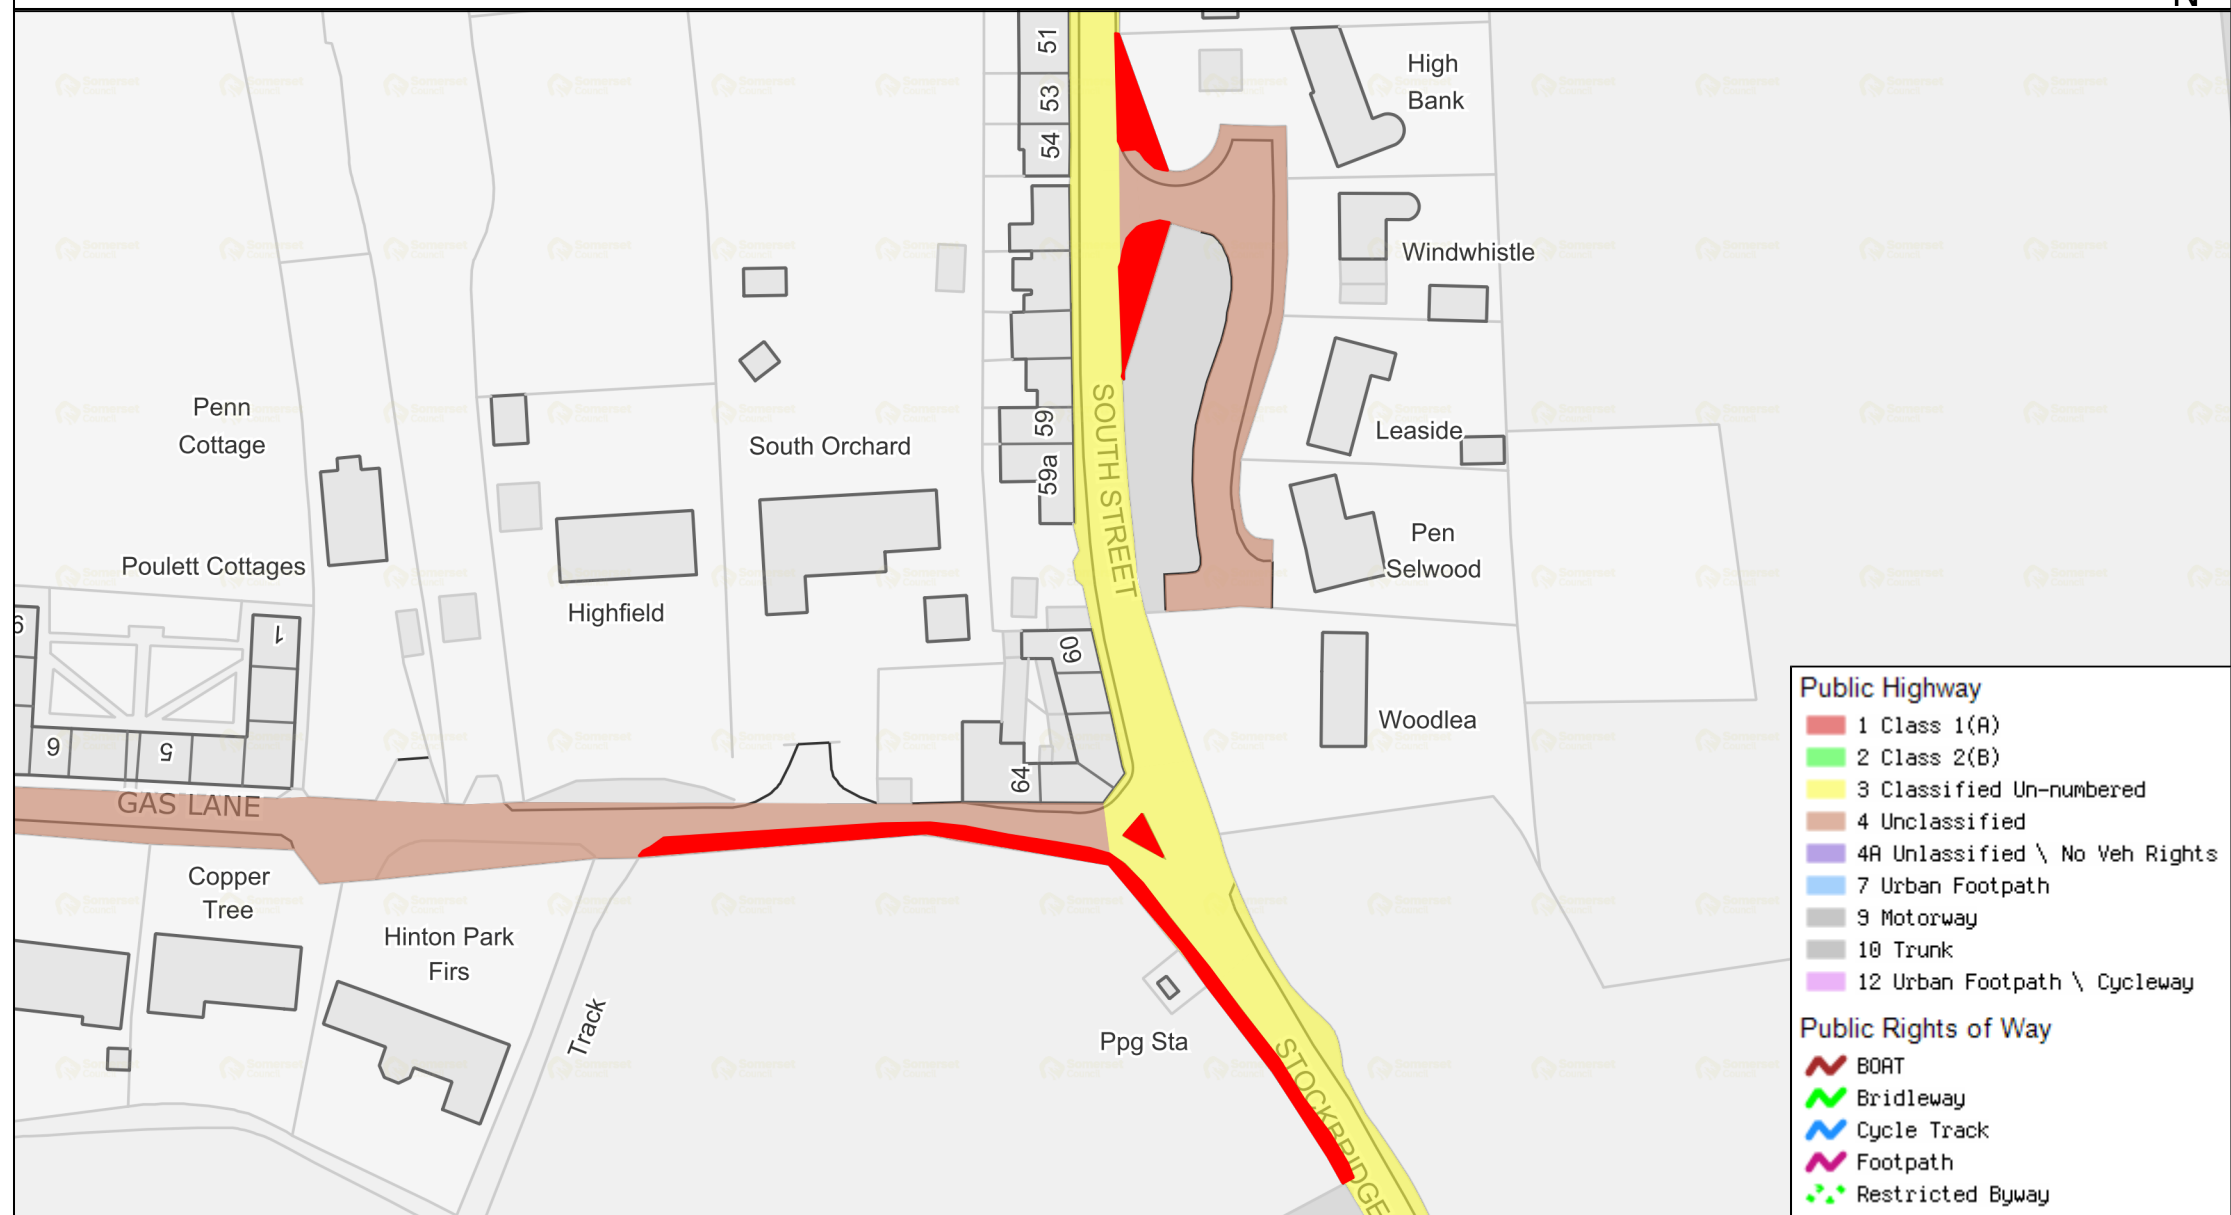 N
51
53
54
High
Bank
Windwhistle
Penn
Cottage
South Orchard
59
59a
SOUTH STREET
Leaside
Pen
Selwood
Poulett Cottages
Highfield
9
1
60
Woodlea
6
5
64
GAS LANE
Copper
Tree
Hinton Park
Firs
Track
Ppg Sta
STOCKBRIDGE
Public Highway
1 Class 1(A)
2 Class 2(B)
3 Classified Un-numbered
4 Unclassified
4A Unlassified \ No Veh Rights
7 Urban Footpath
9 Motorway
10 Trunk
12 Urban Footpath \ Cycleway
Public Rights of Way
BOAT
Bridleway
Cycle Track
Footpath
Restricted Byway
Somerset
Council